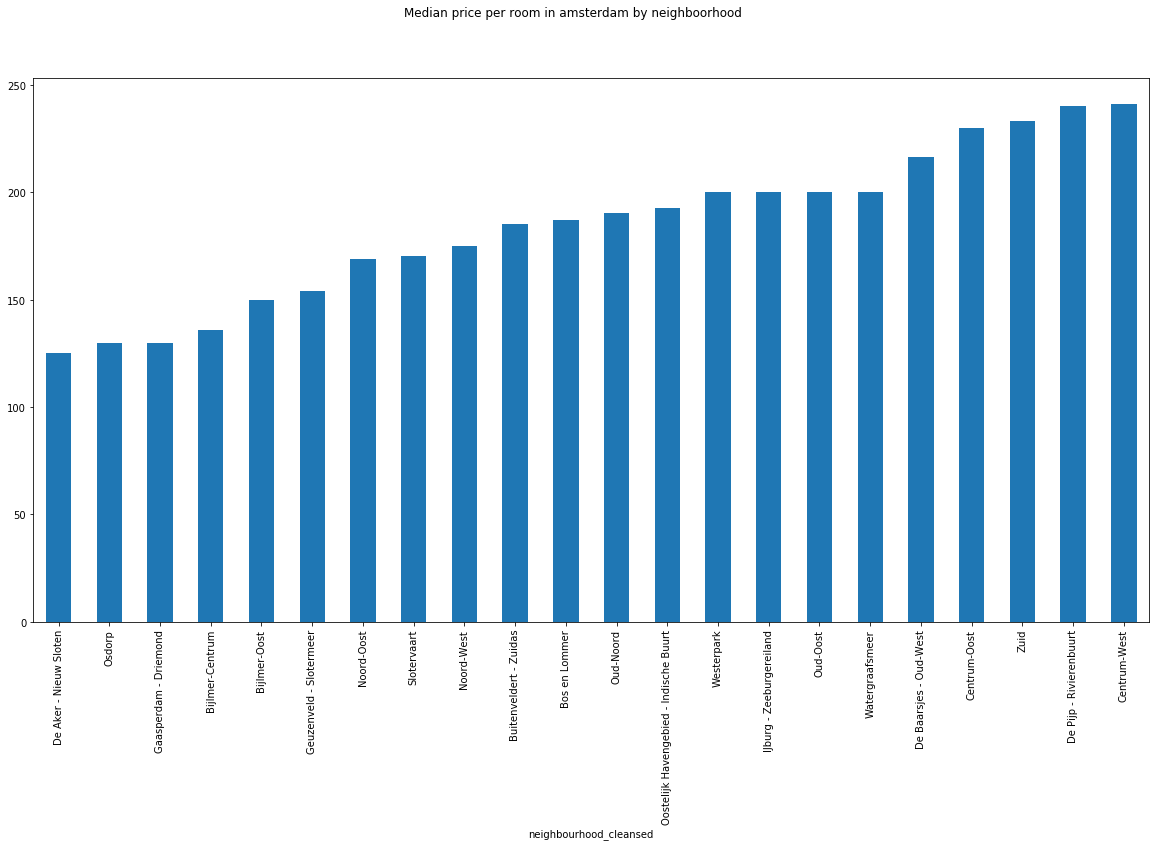 Median price per room in amsterdam by neighboorhood
250
200
150
100
50
0
De Aker - Nieuw Sloten
Osdorp
Gaasperdam - Driemond
Bijlmer-Centrum
Bijlmer-Oost
Geuzenveld - Slotermeer
Noord-Oost
Slotervaart
Noord-West
Buitenveldert - Zuidas
Bos en Lommer
Oud-Noord
Oostelijk Havengebied - Indische Buurt
Westerpark
IJburg - Zeeburgereiland
Oud-Oost
Watergraafsmeer
De Baarsjes - Oud-West
Centrum-Oost
Zuid
De Pijp - Rivierenbuurt
Centrum-West
neighbourhood_cleansed